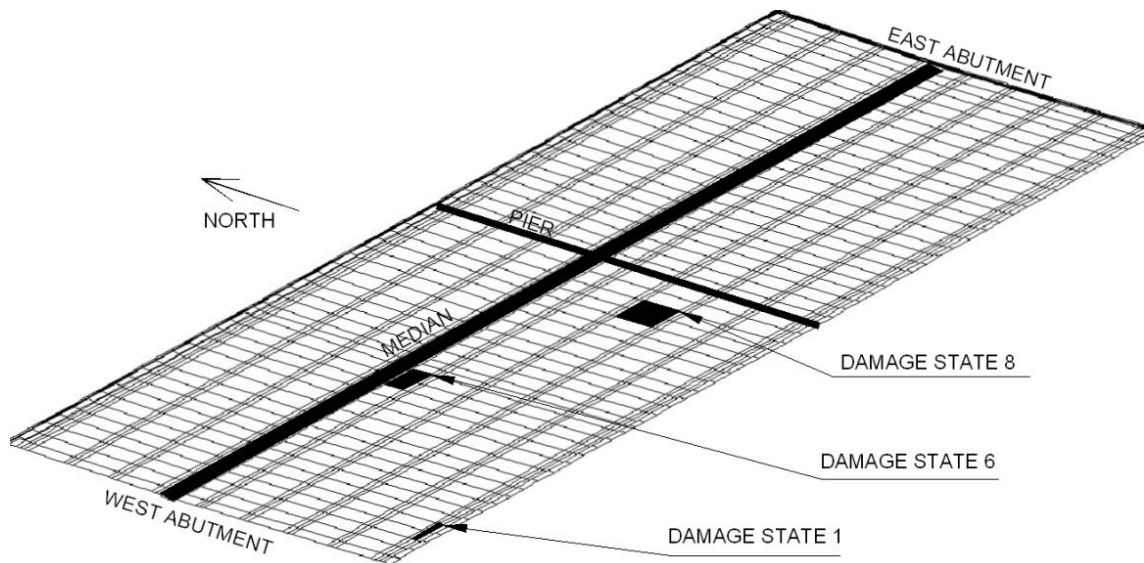 EAST ABUTMENT
NORTH
PIER
MEDIAN
DAMAGE STATE 8
DAMAGE STATE 6
WEST ABUTMENT
DAMAGE STATE 1